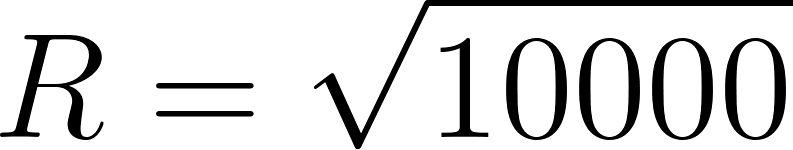 R = √10000